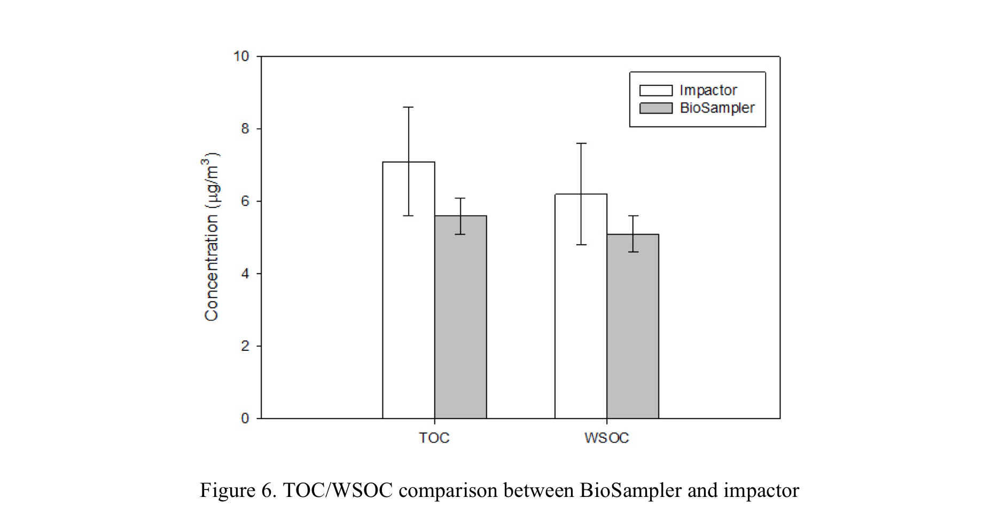 10
8
6
4
2
0
Concentration (µg/m³)
Impactor
BioSampler
TOC
WSOC
Figure 6. TOC/WSOC comparison between BioSampler and impactor